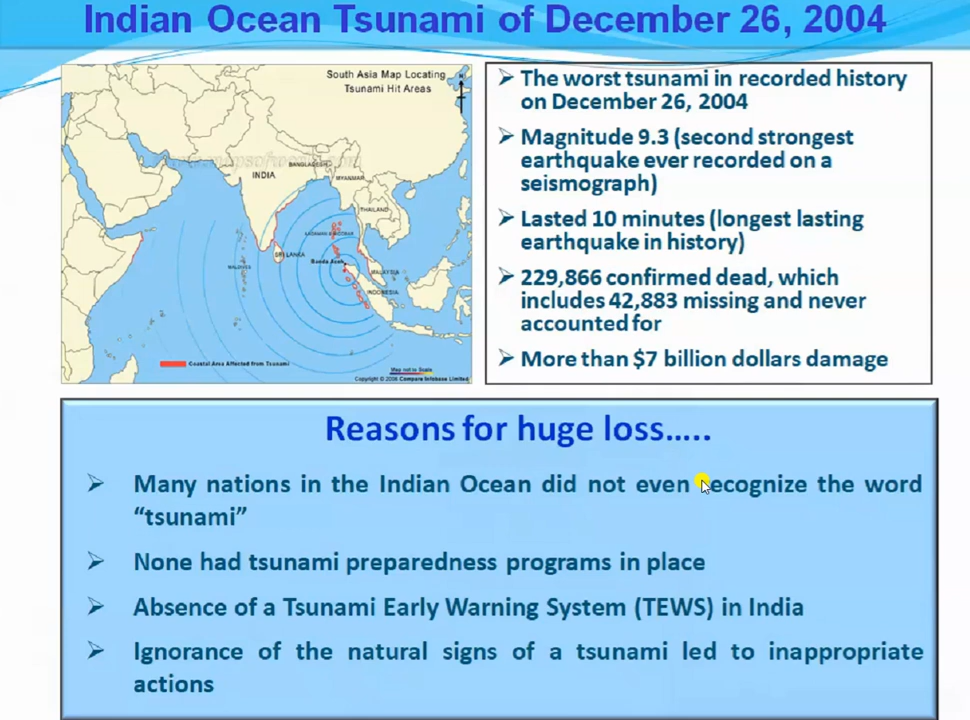 Indian Ocean Tsunami of December 26, 2004
South Asia Map Locating
Tsunami Hit Areas
N
BANGLADESH
INDIA
MYANMAR
THAILAND
SRI LANKA
Banda Aceh
MALDIVES
MALAYSIA
INDONESIA
Coastal Area Affected from Tsunami
Map not to Scale
Copyright © 2004 Compare Infobase Limited
➢ The worst tsunami in recorded history
on December 26, 2004
➢ Magnitude 9.3 (second strongest
earthquake ever recorded on a
seismograph)
➢ Lasted 10 minutes (longest lasting
earthquake in history)
➢ 229,866 confirmed dead, which
includes 42,883 missing and never
accounted for
➢ More than $7 billion dollars damage
Reasons for huge loss…..
➢ Many nations in the Indian Ocean did not even recognize the word
“tsunami”
➢ None had tsunami preparedness programs in place
➢ Absence of a Tsunami Early Warning System (TEWS) in India
➢ Ignorance of the natural signs of a tsunami led to inappropriate
actions